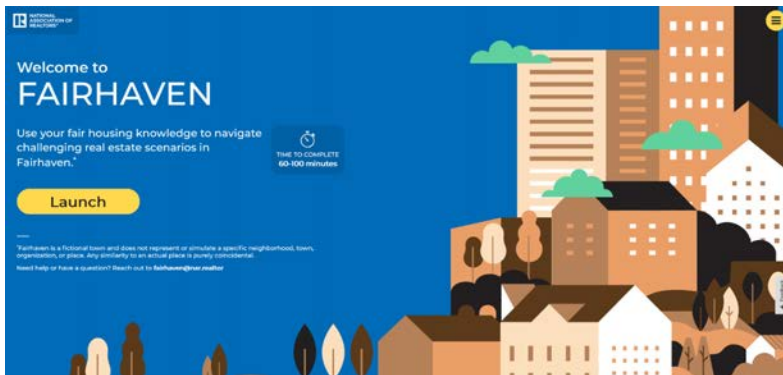 NATIONAL
ASSOCIATION OF
REALTORS®
Welcome to
FAIRHAVEN
Use your fair housing knowledge to navigate
challenging real estate scenarios in
Fairhaven.*
TIME TO COMPLETE
60-100 minutes
Launch
*Fairhaven is a fictional town and does not represent or simulate a specific neighborhood, town,
organization, or place. Any similarity to an actual place is purely coincidental.
Need help or have a question? Reach out to fairhaven@nar.realtor